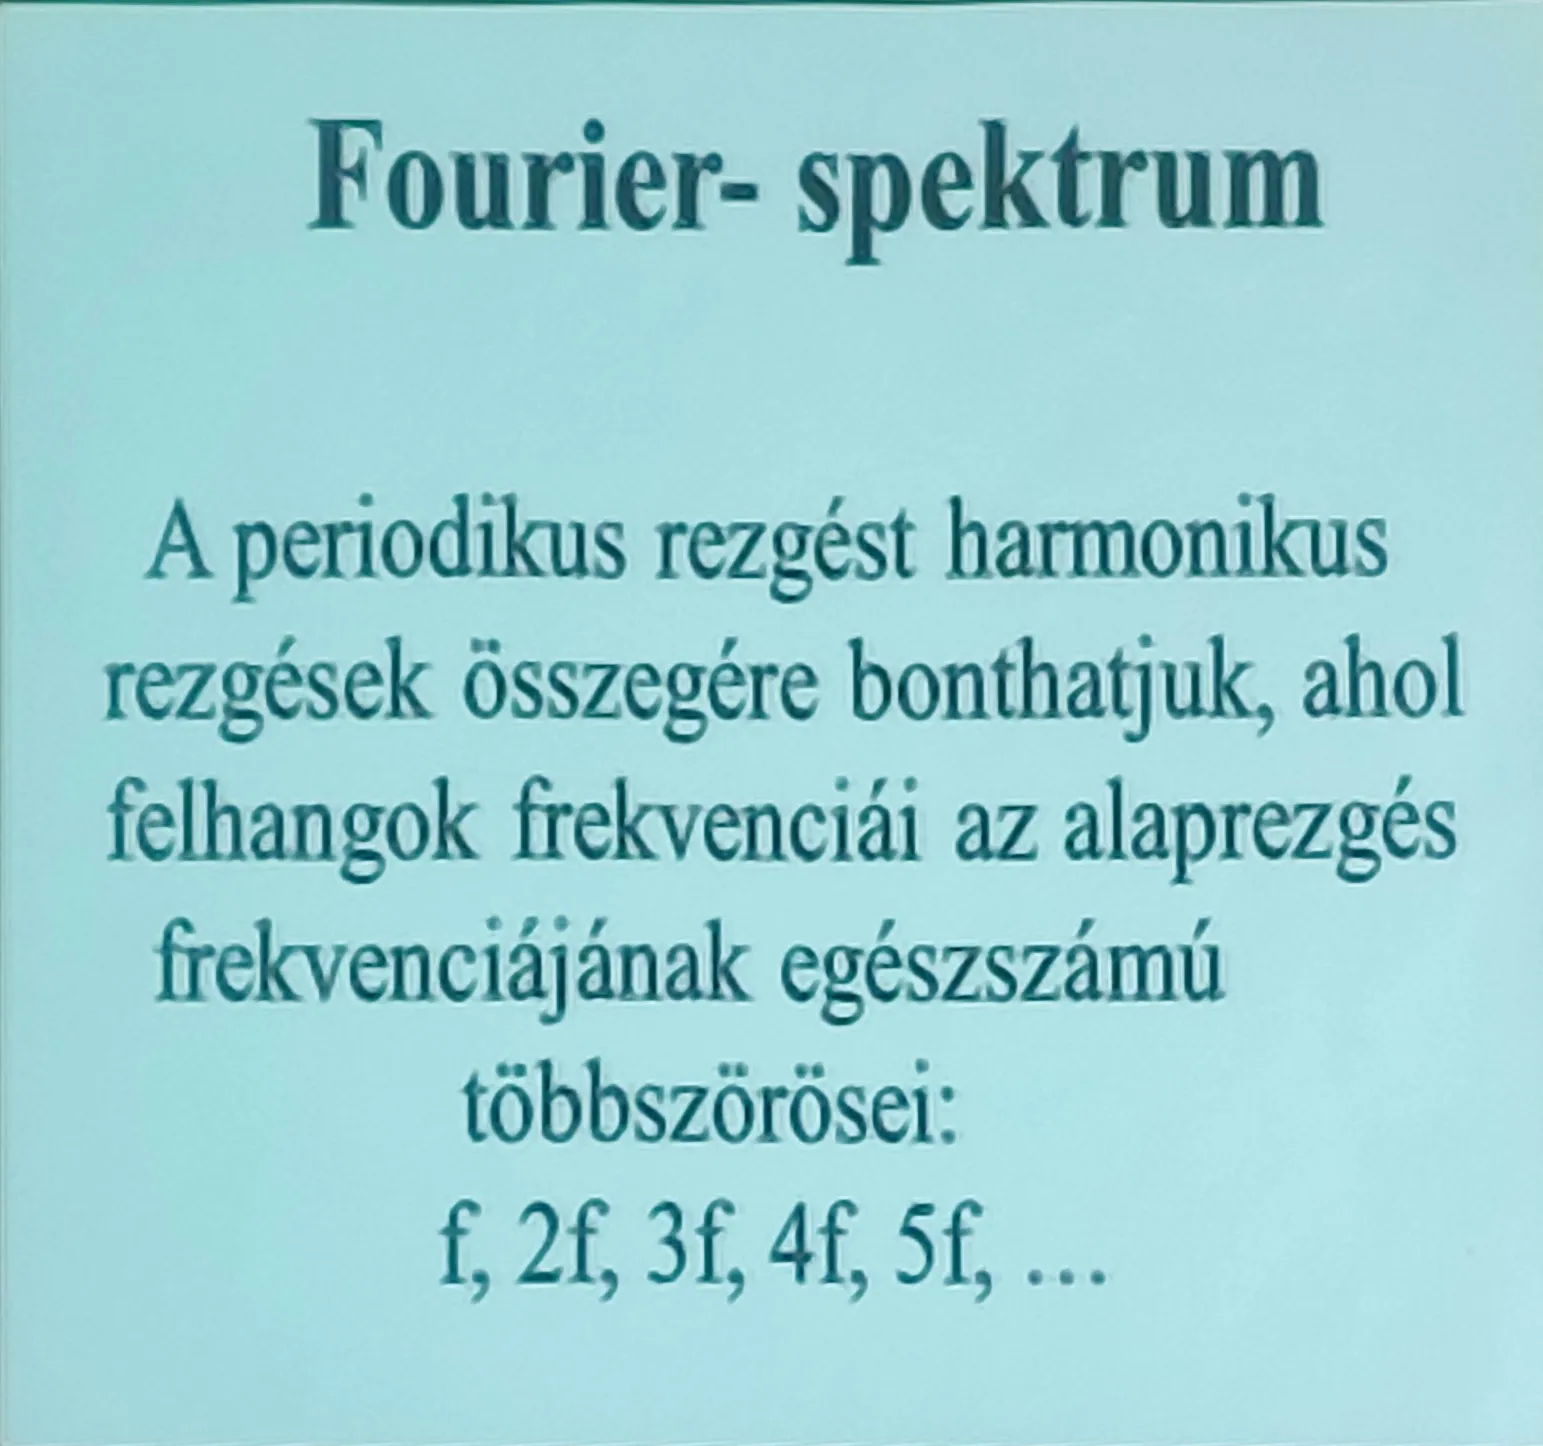 Fourier- spektrum
A periodikus rezgést harmonikus
rezgések összegére bonthatjuk, ahol
felhangok frekvenciái az alaprezgés
frekvenciájának egészszámú
többszörösei:
f, 2f, 3f, 4f, 5f, ...